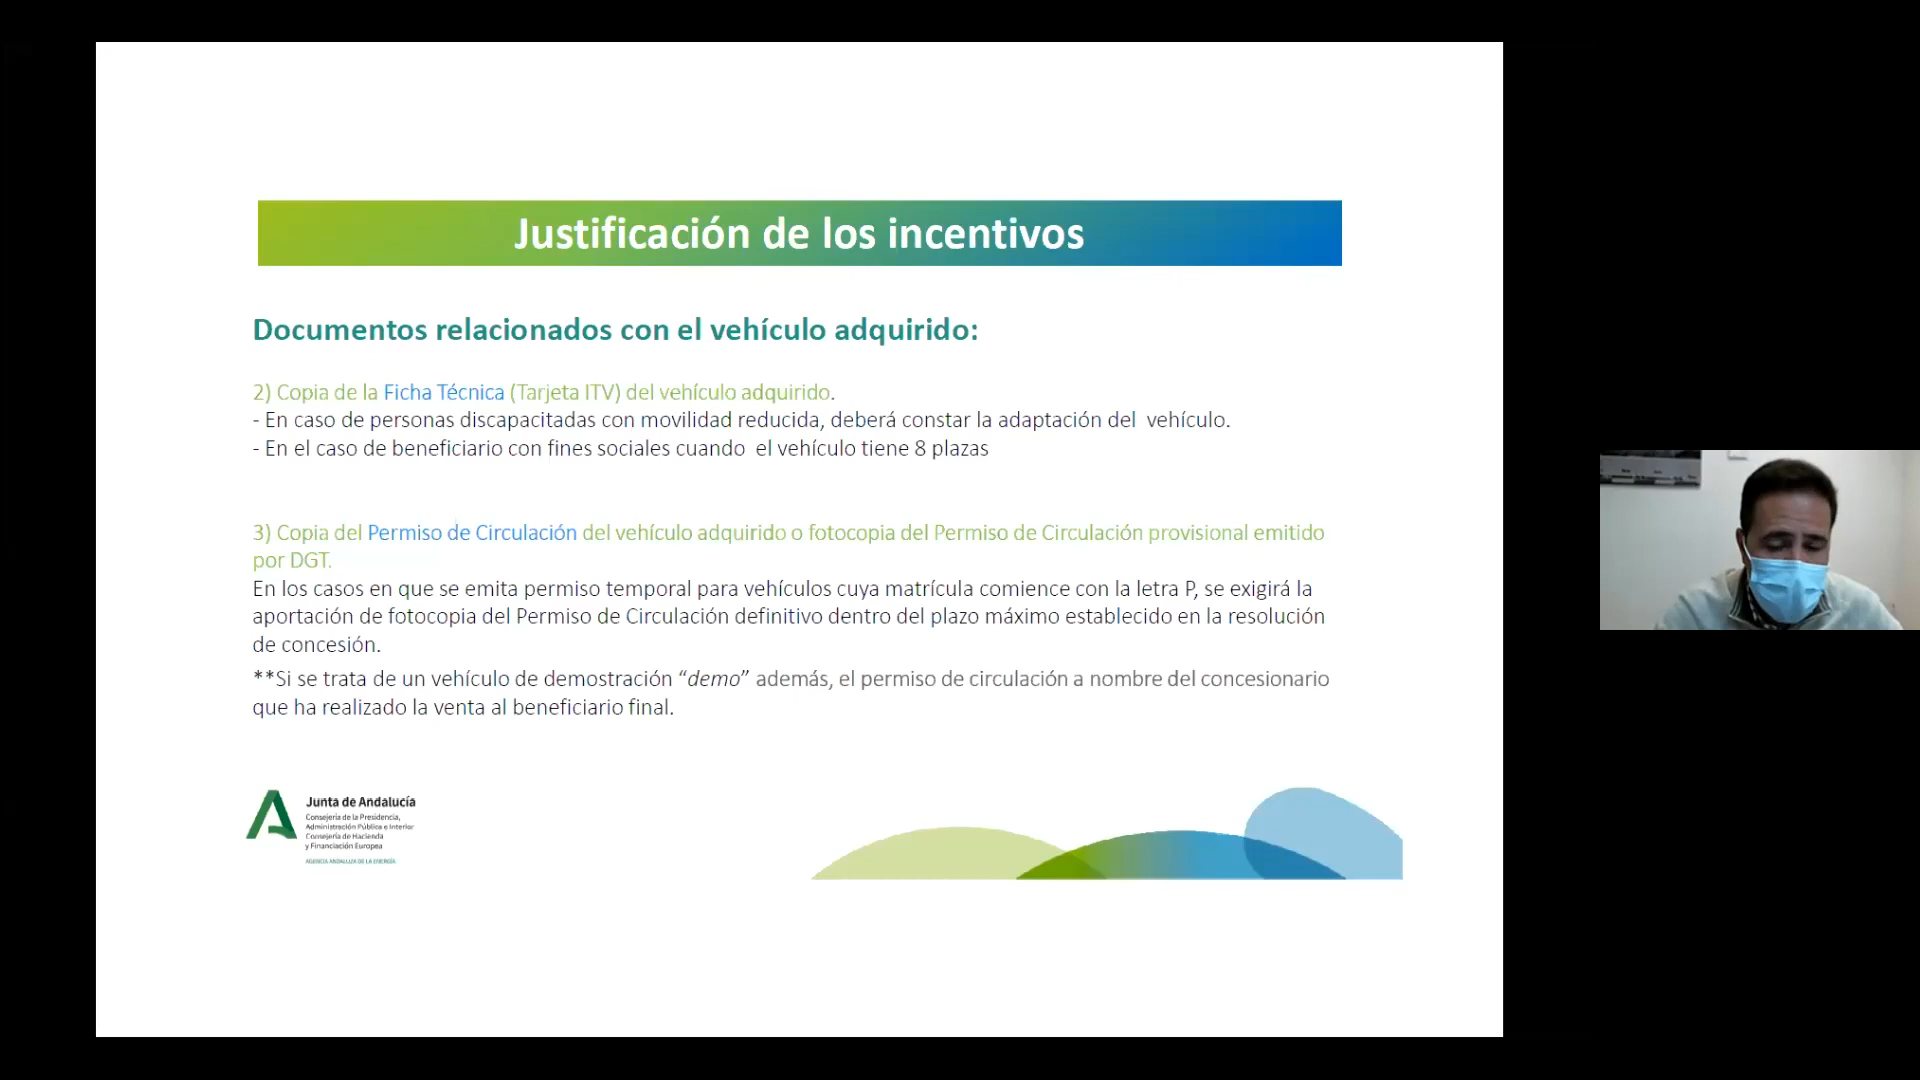 Justificación de los incentivos
Documentos relacionados con el vehículo adquirido:
2) Copia de la Ficha Técnica (Tarjeta ITV) del vehículo adquirido.
- En caso de personas discapacitadas con movilidad reducida, deberá constar la adaptación del  vehículo.
- En el caso de beneficiario con fines sociales cuando  el vehículo tiene 8 plazas
3) Copia del Permiso de Circulación del vehículo adquirido o fotocopia del Permiso de Circulación provisional emitido
por DGT.
En los casos en que se emita permiso temporal para vehículos cuya matrícula comience con la letra P, se exigirá la
aportación de fotocopia del Permiso de Circulación definitivo dentro del plazo máximo establecido en la resolución
de concesión.
**Si se trata de un vehículo de demostración “demo” además, el permiso de circulación a nombre del concesionario
que ha realizado la venta al beneficiario final.
Junta de Andalucía
Consejería de la Presidencia,
Administración Pública e Interior
Consejería de Hacienda
y Financiación Europea
AGENCIA ANDALUZA DE LA ENERGÍA